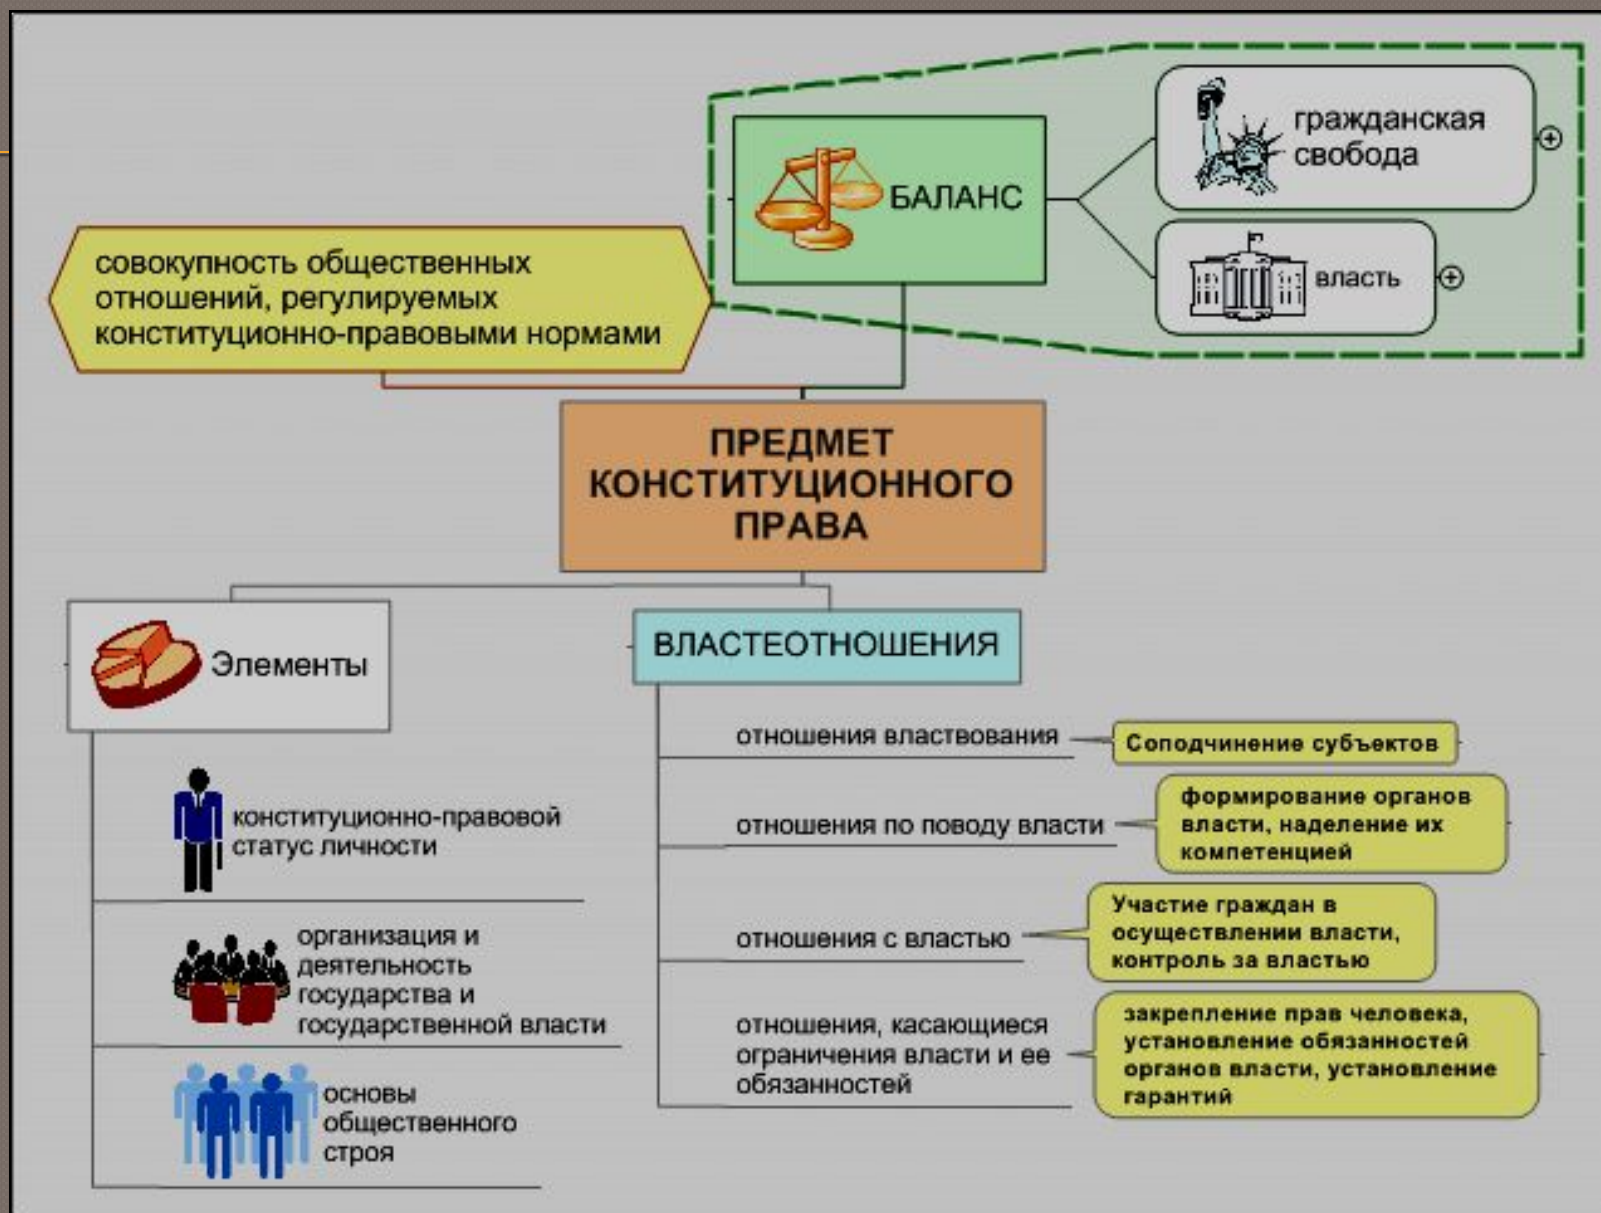 гражданская
свобода
БАЛАНС
власть
совокупность общественных
отношений, регулируемых
конституционно-правовыми нормами
ПРЕДМЕТ
КОНСТИТУЦИОННОГО
ПРАВА
Элементы
конституционно-правовой
статус личности
организация и
деятельность
государства и
государственной власти
основы
общественного
строя
ВЛАСТЕОТНОШЕНИЯ
отношения властвования
Соподчинение субъектов
отношения по поводу власти
формирование органов
власти, наделение их
компетенцией
отношения с властью
Участие граждан в
осуществлении власти,
контроль за властью
отношения, касающиеся
ограничения власти и ее
обязанностей
закрепление прав человека,
установление обязанностей
органов власти, установление
гарантий